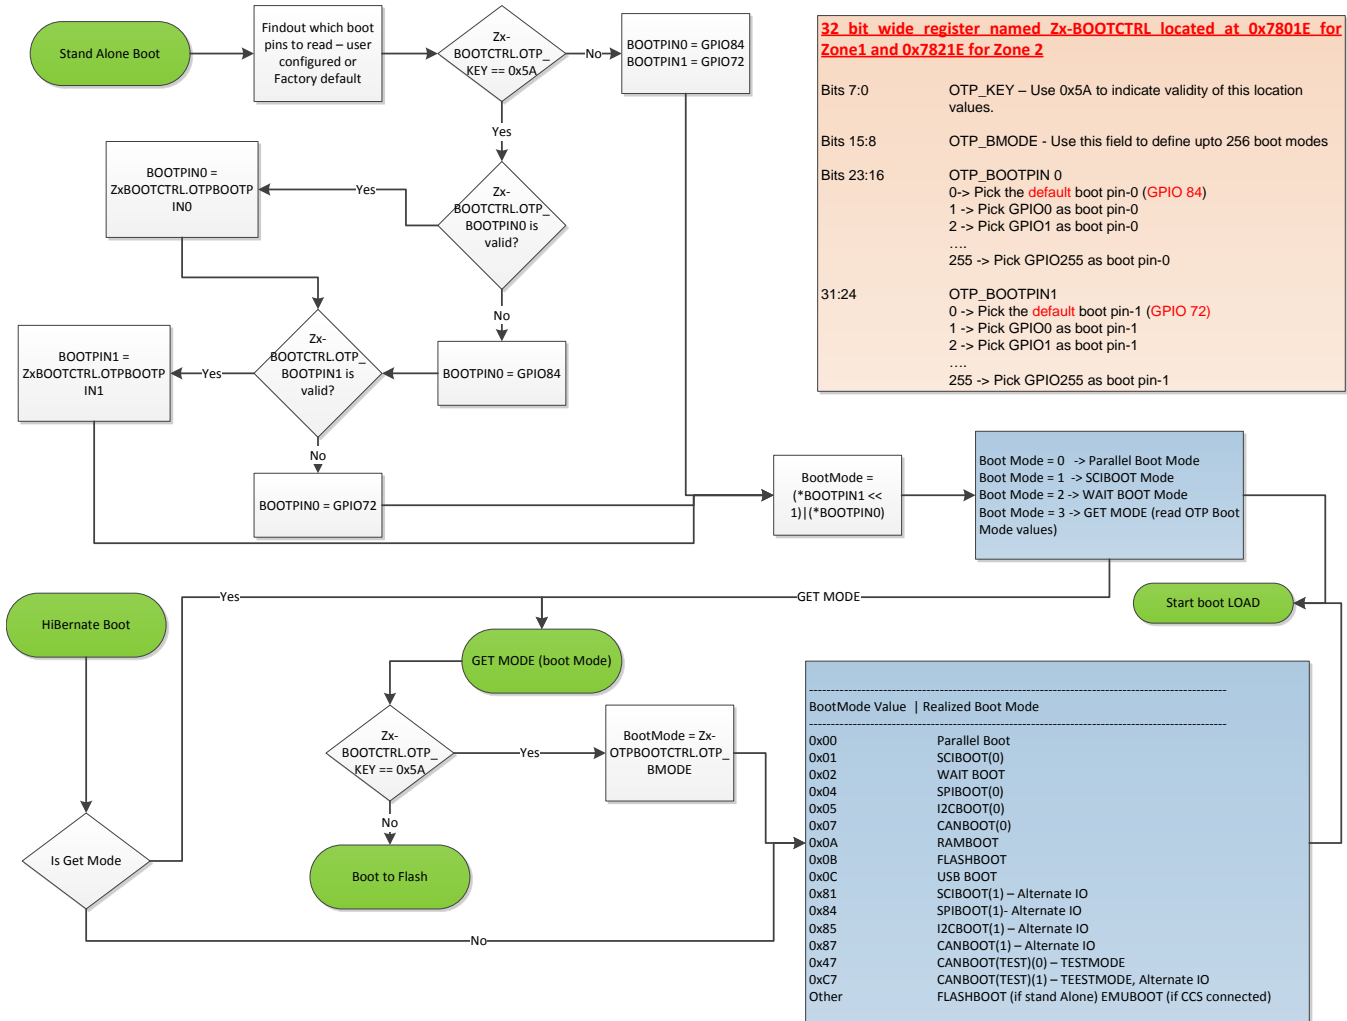 Stand Alone Boot
Findout which boot
pins to read – user
configured or
Factory default
Zx-
BOOTCTRL.OTP_
KEY == 0x5A
No
BOOTPIN0 = GPIO84
BOOTPIN1 = GPIO72
Yes
Zx-
BOOTCTRL.OTP_
BOOTPIN0 is
valid?
Yes
BOOTPIN0 =
ZxBOOTCTRL.OTPBOOTP
IN0
No
BOOTPIN0 = GPIO84
Zx-
BOOTCTRL.OTP_
BOOTPIN1 is
valid?
Yes
BOOTPIN1 =
ZxBOOTCTRL.OTPBOOTP
IN1
No
BOOTPIN0 = GPIO72
32 bit wide register named Zx-BOOTCTRL located at 0x7801E for
Zone1 and 0x7821E for Zone 2
Bits 7:0 OTP_KEY – Use 0x5A to indicate validity of this location
values.
Bits 15:8 OTP_BMODE - Use this field to define upto 256 boot modes
Bits 23:16 OTP_BOOTPIN 0
0-> Pick the default boot pin-0 (GPIO 84)
1 -> Pick GPIO0 as boot pin-0
2 -> Pick GPIO1 as boot pin-0
....
255 -> Pick GPIO255 as boot pin-0
31:24 OTP_BOOTPIN1
0 -> Pick the default boot pin-1 (GPIO 72)
1 -> Pick GPIO0 as boot pin-1
2 -> Pick GPIO1 as boot pin-1
....
255 -> Pick GPIO255 as boot pin-1
BootMode =
(*BOOTPIN1 <<
1)|(*BOOTPIN0)
Boot Mode = 0 -> Parallel Boot Mode
Boot Mode = 1 -> SCIBOOT Mode
Boot Mode = 2 -> WAIT BOOT Mode
Boot Mode = 3 -> GET MODE (read OTP Boot
Mode values)
GET MODE
Start boot LOAD
HiBernate Boot
Yes
GET MODE (boot Mode)
Zx-
BOOTCTRL.OTP_
KEY == 0x5A
Yes
BootMode = Zx-
OTPBOOTCTRL.OTP_
BMODE
No
Boot to Flash
Is Get Mode
No
--------------------------------------------------------------------------------
BootMode Value | Realized Boot Mode
--------------------------------------------------------------------------------
0x00 Parallel Boot
0x01 SCIBOOT(0)
0x02 WAIT BOOT
0x04 SPIBOOT(0)
0x05 I2CBOOT(0)
0x07 CANBOOT(0)
0x0A RAMBOOT
0x0B FLASHBOOT
0x0C USB BOOT
0x81 SCIBOOT(1) – Alternate IO
0x84 SPIBOOT(1)- Alternate IO
0x85 I2CBOOT(1) – Alternate IO
0x87 CANBOOT(1) – Alternate IO
0x47 CANBOOT(TEST)(0) – TESTMODE
0xC7 CANBOOT(TEST)(1) – TEESTMODE, Alternate IO
Other FLASHBOOT (if stand Alone) EMUBOOT (if CCS connected)